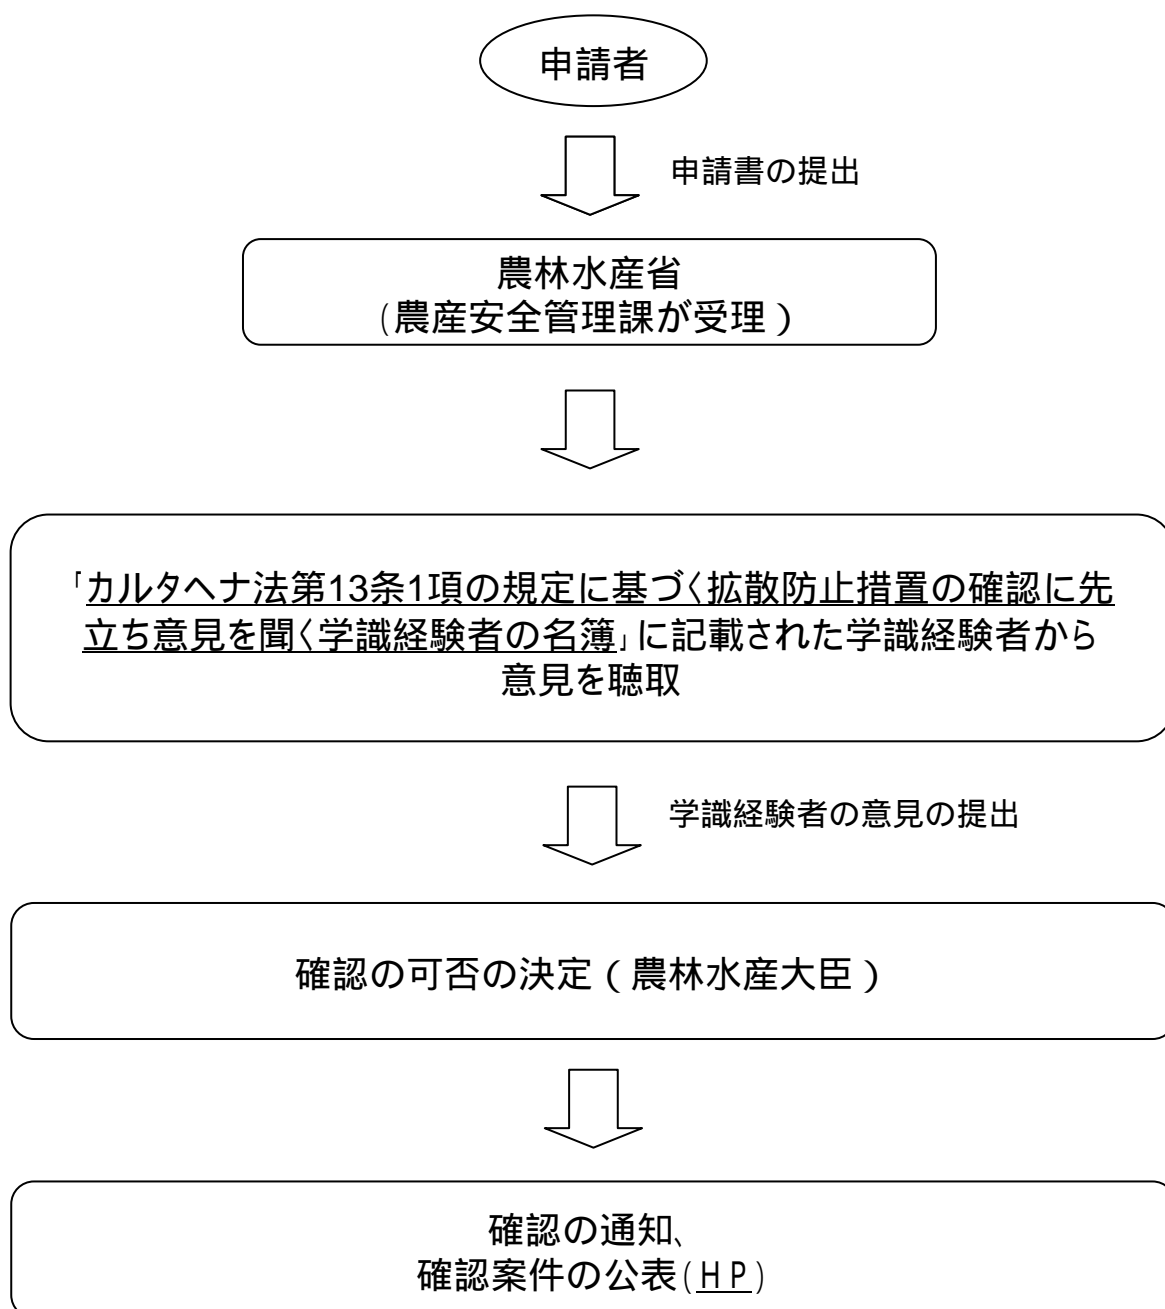 申請者
申請書の提出
農林水産省
(農産安全管理課が受理)
「カルタヘナ法第13条1項の規定に基づく拡散防止措置の確認に先
立ち意見を聞く学識経験者の名簿」に記載された学識経験者から
意見を聴取
学識経験者の意見の提出
確認の可否の決定(農林水産大臣)
確認の通知、
確認案件の公表(HP)